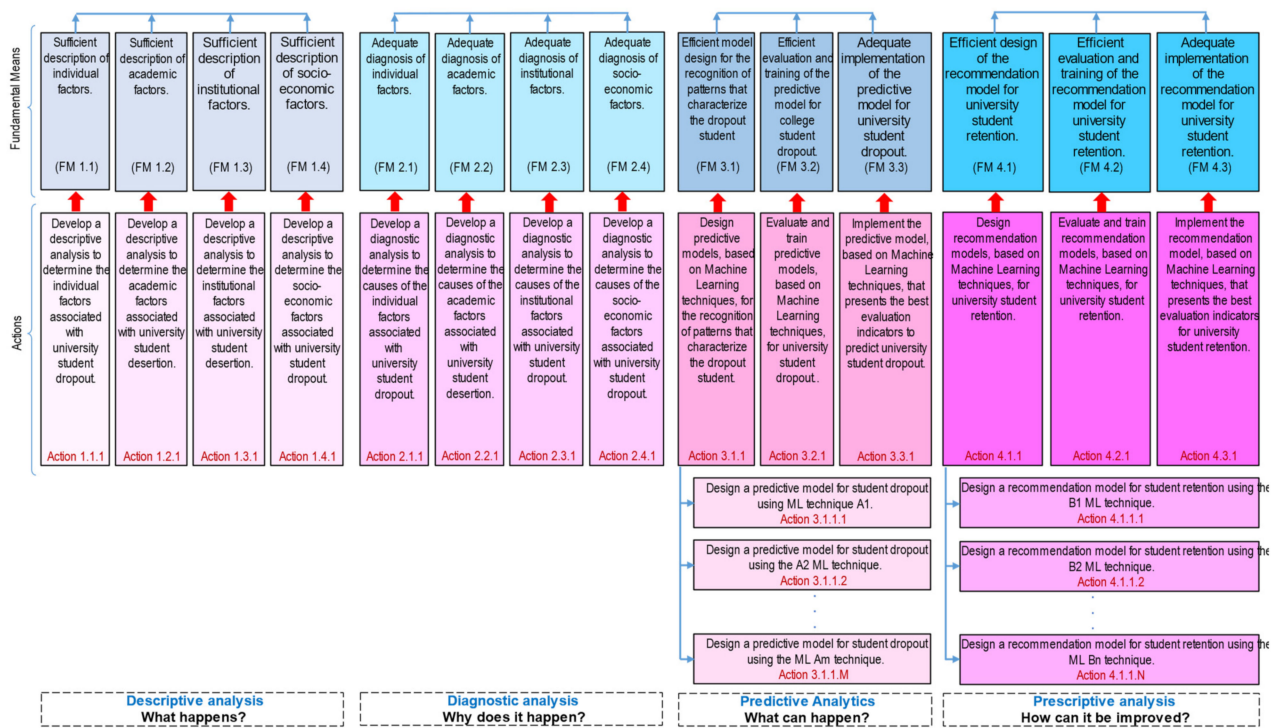 Fundamental Means
Sufficient
description of
individual
factors.
(FM 1.1)
Sufficient
description of
academic
factors.
(FM 1.2)
Sufficient
description
of
institutional
factors.
(FM 1.3)
Sufficient
description
of socio-
economic
factors.
(FM 1.4)
Adequate
diagnosis of
individual
factors.
(FM 2.1)
Adequate
diagnosis of
academic
factors.
(FM 2.2)
Adequate
diagnosis of
institutional
factors.
(FM 2.3)
Adequate
diagnosis of
socio-
economic
factors.
(FM 2.4)
Efficient model
design for the
recognition of
patterns that
characterize
the dropout
student
(FM 3.1)
Efficient
evaluation and
training of the
predictive
model for
college
student
dropout.
(FM 3.2)
Adequate
implementation
of the
predictive
model for
university
student
dropout.
(FM 3.3)
Efficient design
of the
recommendation
model for
university
student
retention.
(FM 4.1)
Efficient
evaluation and
training of the
recommendation
model for
university
student
retention.
(FM 4.2)
Adequate
implementation of
the
recommendation
model for
university
student
retention.
(FM 4.3)
Actions
Develop a
descriptive
analysis to
determine the
individual
factors
associated
with
university
student
dropout.
Action 1.1.1
Develop a
descriptive
analysis to
determine the
academic
factors
associated
with university
student
desertion.
Action 1.2.1
Develop a
descriptive
analysis to
determine the
institutional
factors
associated
with university
student
desertion.
Action 1.3.1
Develop a
descriptive
analysis to
determine the
socio-
economic
factors
associated
with university
student
dropout.
Action 1.4.1
Develop a
diagnostic
analysis to
determine the
causes of the
individual
factors
associated
with
university
student
dropout.
Action 2.1.1
Develop a
diagnostic
analysis to
determine the
causes of the
academic
factors
associated
with
university
student
desertion.
Action 2.2.1
Develop a
diagnostic
analysis to
determine the
causes of the
institutional
factors
associated
with university
student
dropout.
Action 2.3.1
Develop a
diagnostic
analysis to
determine the
causes of the
socio-
economic
factors
associated
with university
student
dropout.
Action 2.4.1
Design
predictive
models, based
on Machine
Learning
techniques, for
the recognition
of patterns that
characterize
the dropout
student.
Action 3.1.1
Evaluate and
train
predictive
models,
based on
Machine
Learning
techniques,
for university
student
dropout..
Action 3.2.1
Implement the
predictive model,
based on Machine
Learning
techniques, that
presents the best
evaluation
indicators to
predict university
student dropout.
Action 3.3.1
Design
recommendation
models, based on
Machine Learning
techniques, for
university student
retention.
Action 4.1.1
Evaluate and train
recommendation
models, based on
Machine Learning
techniques, for
university student
retention.
Action 4.2.1
Implement the
recommendation
model, based on
Machine Learning
techniques, that
presents the best
evaluation indicators
for university
student retention.
Action 4.3.1
Design a predictive model for student dropout
using ML technique A1.
Action 3.1.1.1
Design a predictive model for student dropout
using the A2 ML technique.
Action 3.1.1.2
Design a predictive model for student dropout
using the ML Am technique.
Action 3.1.1.M
Design a recommendation model for student retention using the
B1 ML technique.
Action 4.1.1.1
Design a recommendation model for student retention using the
B2 ML technique.
Action 4.1.1.2
Design a recommendation model for student retention using the
ML Bn technique.
Action 4.1.1.N
Descriptive analysis
What happens?
Diagnostic analysis
Why does it happen?
Predictive Analytics
What can happen?
Prescriptive analysis
How can it be improved?